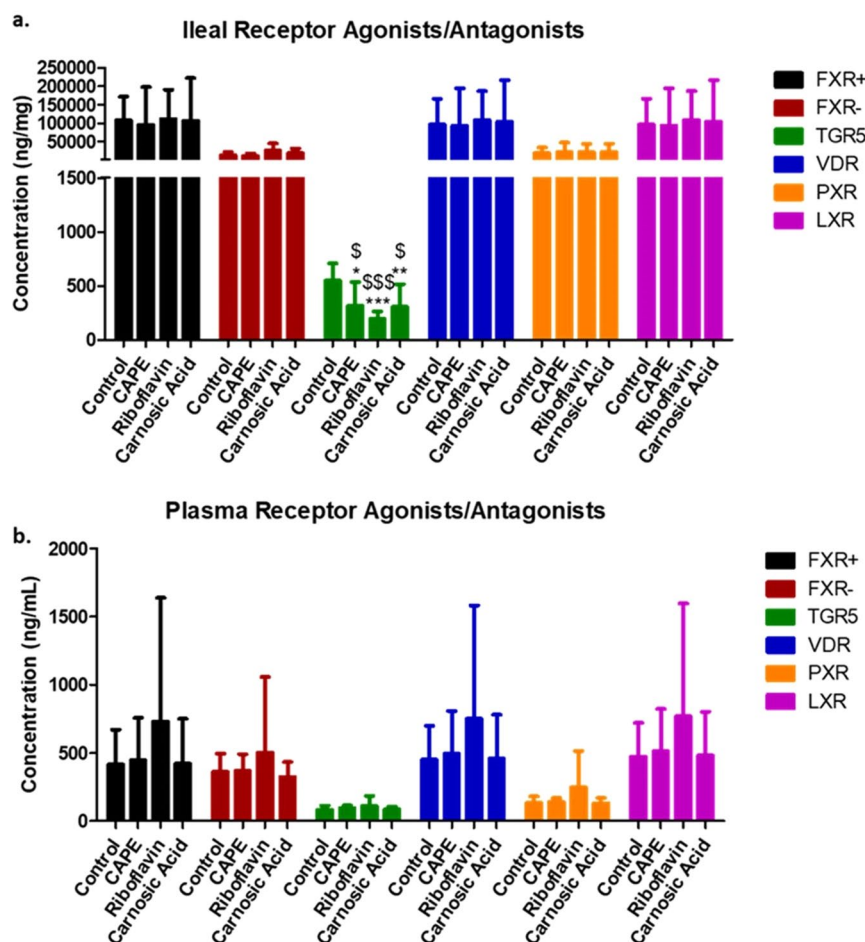 a.
Ileal Receptor Agonists/Antagonists
Concentration (ng/mg)
250000
200000
150000
100000
50000
1500
1000
500
0
$ $
* $$$ **
***
Control CAPE Riboflavin Carnosic Acid Control CAPE Riboflavin Carnosic Acid Control CAPE Riboflavin Carnosic Acid Control CAPE Riboflavin Carnosic Acid Control CAPE Riboflavin Carnosic Acid Control CAPE Riboflavin Carnosic Acid
FXR+
FXR-
TGR5
VDR
PXR
LXR
b.
Plasma Receptor Agonists/Antagonists
Concentration (ng/mL)
2000
1500
1000
500
0
Control CAPE Riboflavin Carnosic Acid Control CAPE Riboflavin Carnosic Acid Control CAPE Riboflavin Carnosic Acid Control CAPE Riboflavin Carnosic Acid Control CAPE Riboflavin Carnosic Acid Control CAPE Riboflavin Carnosic Acid
FXR+
FXR-
TGR5
VDR
PXR
LXR